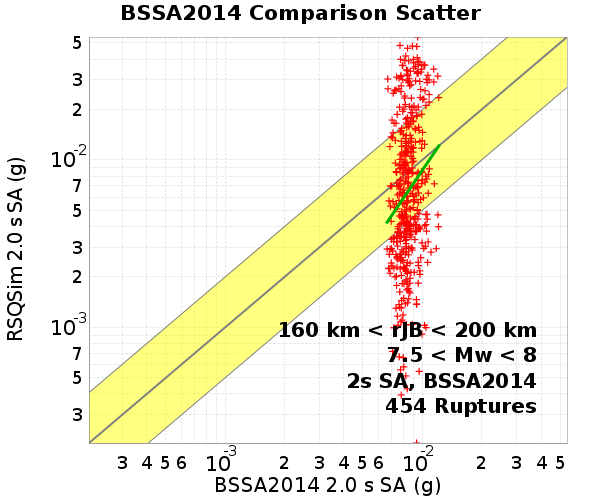 BSSA2014 Comparison Scatter
5
3
2
10-2
7
5
3
2
10-3
7
5
3
RSQSim 2.0 s SA (g)
160 km < rJB < 200 km
7.5 < Mw < 8
2s SA, BSSA2014
454 Ruptures
3 4 5 6 10-3 2 3 4 5 6 10-2 2 3 4 5
BSSA2014 2.0 s SA (g)